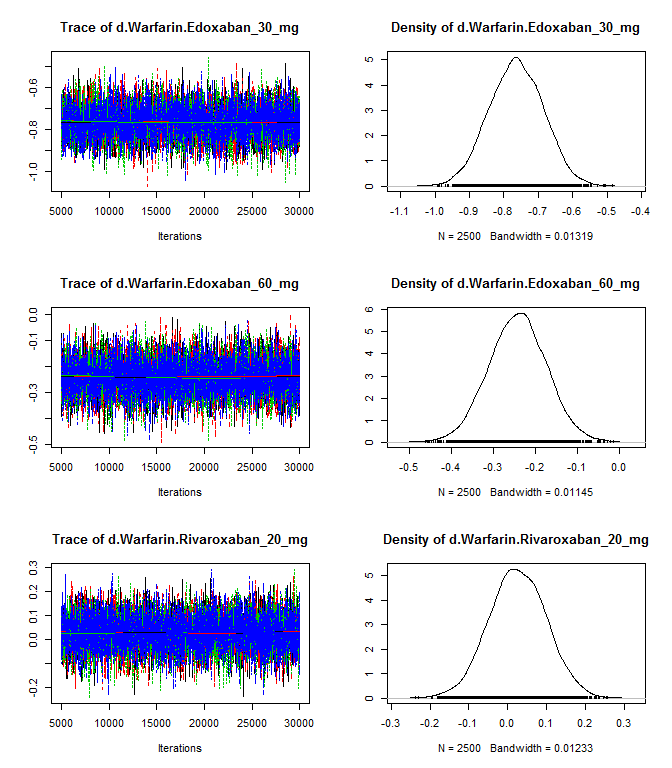 Trace of d.Warfarin.Edoxaban_30_mg
-0.6
-0.8
-1.0
5000 10000 15000 20000 25000 30000
Iterations
Density of d.Warfarin.Edoxaban_30_mg
5
4
3
2
1
0
-1.1 -1.0 -0.9 -0.8 -0.7 -0.6 -0.5 -0.4
N = 2500 Bandwidth = 0.01319
Trace of d.Warfarin.Edoxaban_60_mg
0.0
-0.1
-0.3
-0.5
5000 10000 15000 20000 25000 30000
Iterations
Density of d.Warfarin.Edoxaban_60_mg
6
5
4
3
2
1
0
-0.5 -0.4 -0.3 -0.2 -0.1 0.0
N = 2500 Bandwidth = 0.01145
Trace of d.Warfarin.Rivaroxaban_20_mg
0.3
0.2
0.1
0.0
-0.2
5000 10000 15000 20000 25000 30000
Iterations
Density of d.Warfarin.Rivaroxaban_20_mg
5
4
3
2
1
0
-0.3 -0.2 -0.1 0.0 0.1 0.2 0.3
N = 2500 Bandwidth = 0.01233